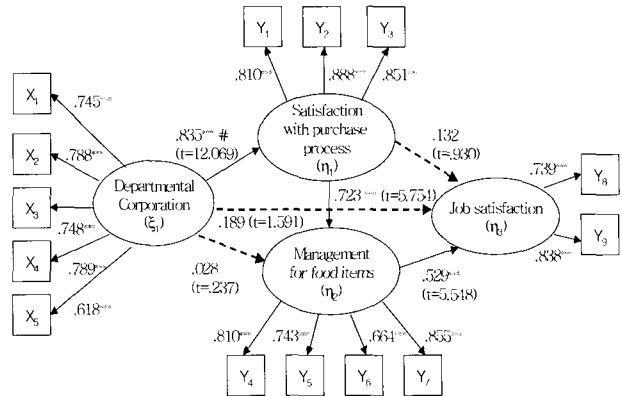 Y1
Y2
Y3
.810***
.888***
.851***
X1
X2
X3
X4
X5
.745***
.788***
.748***
.789***
.618***
Satisfaction
with purchase
process
(η1)
.835*** #
(t=12.069)
.132
(t=.930)
Departmental
Corporation
(ξ1)
.723*** (t=5.754)
.189 (t=1.591)
Job satisfaction
(η3)
.739***
Y8
.838***
Y9
.028
(t=.237)
Management
for food items
(η2)
.529***
(t=5.548)
.810***
.743***
.664***
.855***
Y4
Y5
Y6
Y7